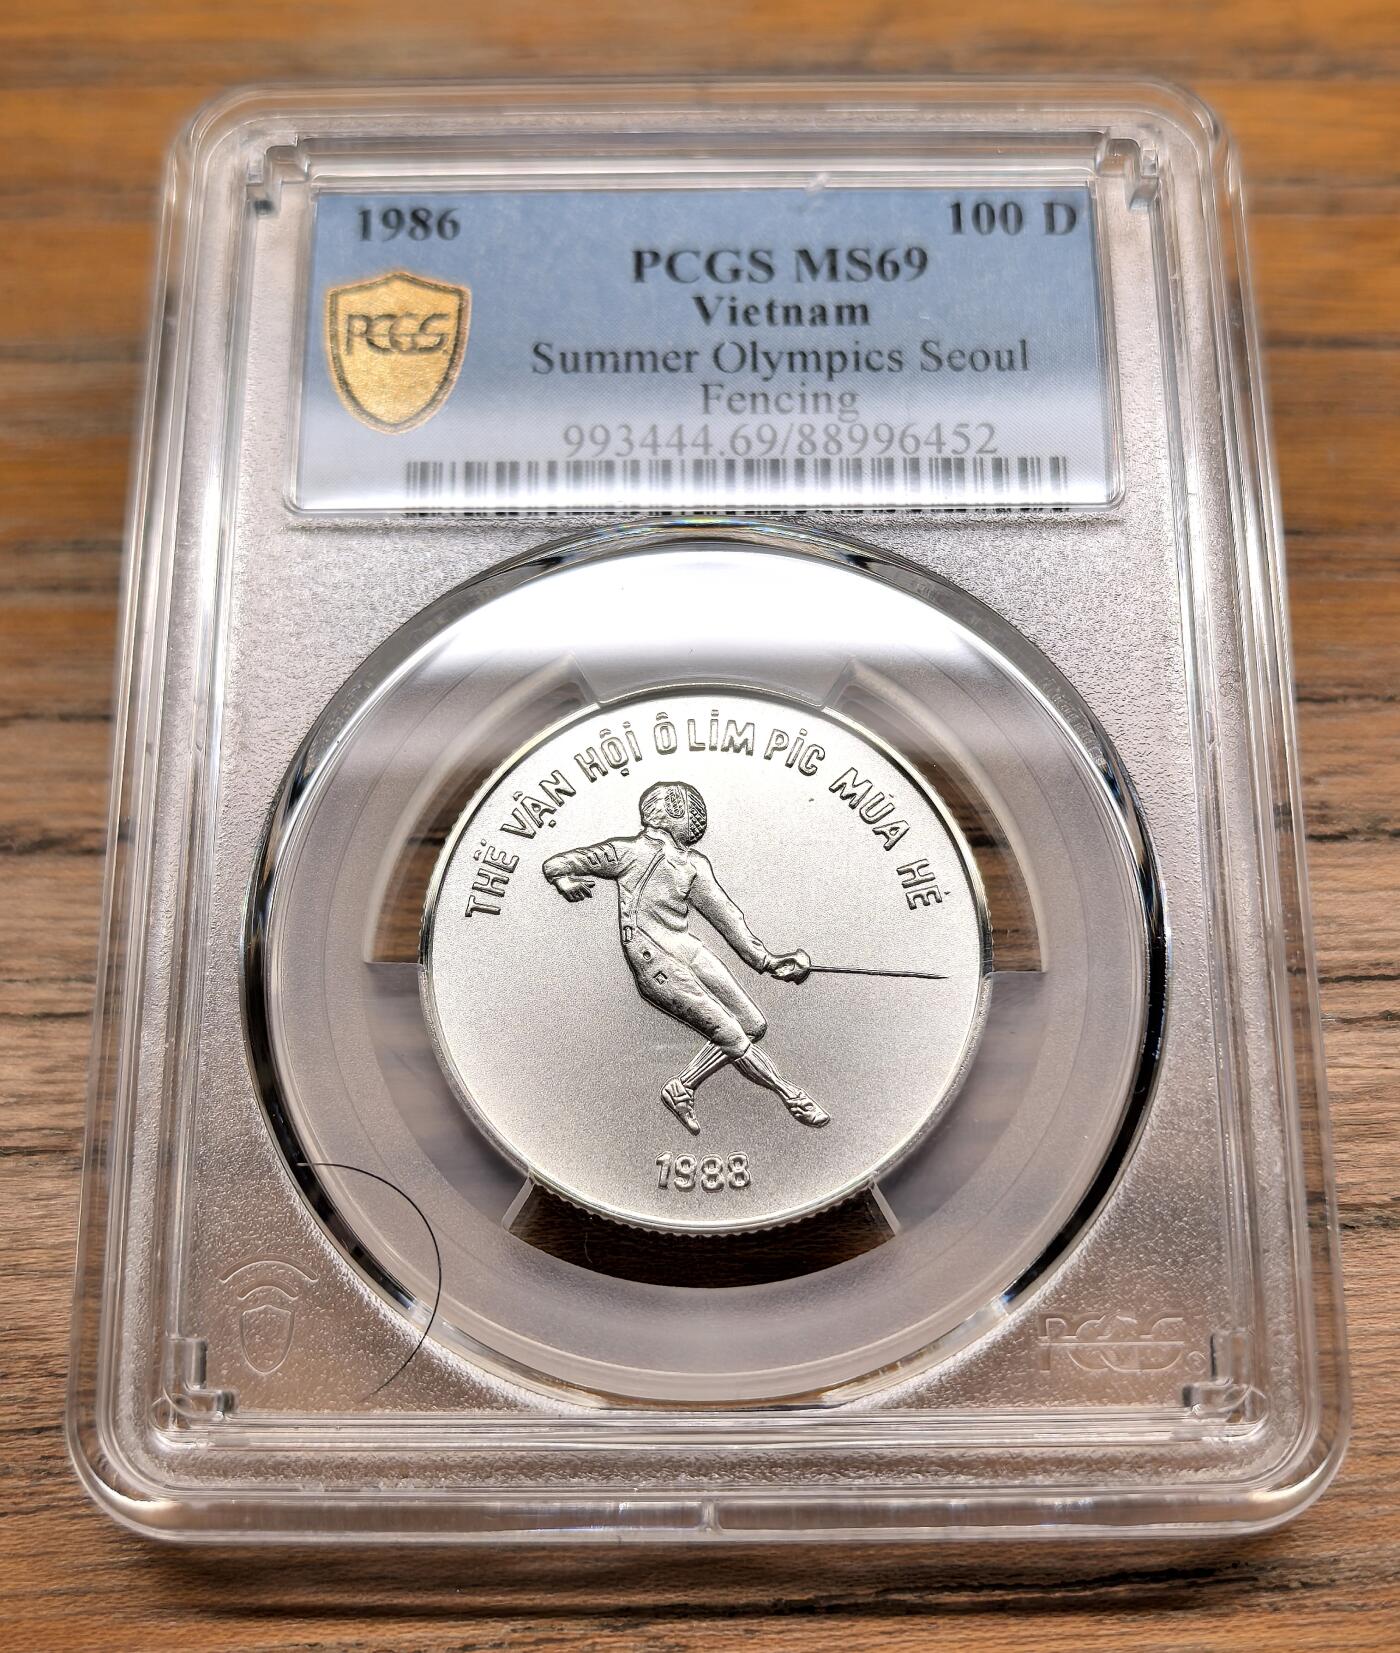 1986
100 D
PCGS MS69
Vietnam
PCGS
Summer Olympics Seoul
Fencing
993444.69/88996452
THẾ VẬN HỘI Ô LIM PIC MÙA HÈ
1988
PCGS